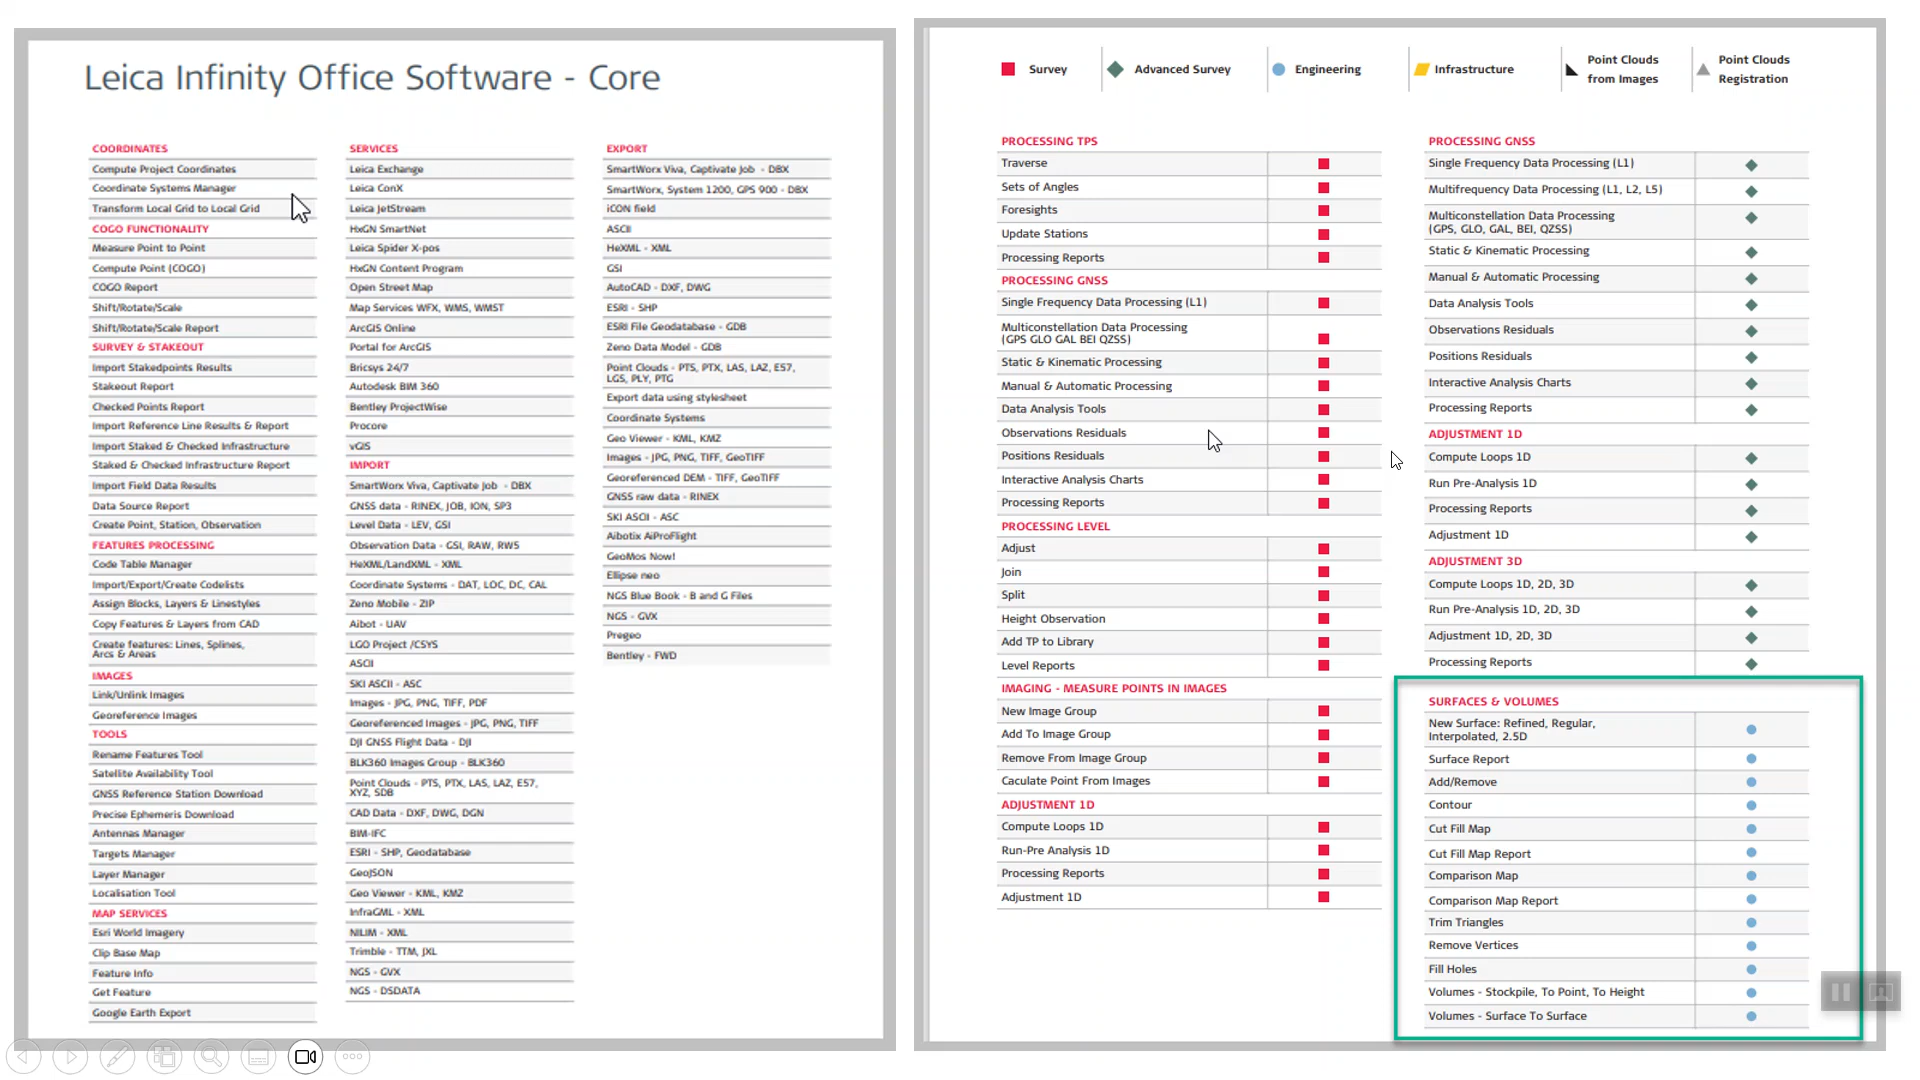 Leica Infinity Office Software - Core
COORDINATES
Compute Project Coordinates
Coordinate Systems Manager
Transform Local Grid to Local Grid
COGO FUNCTIONALITY
Measure Point to Point
Compute Point (COGO)
COGO Report
Shift/Rotate/Scale
Shift/Rotate/Scale Report
SURVEY & STAKEOUT
Import Stakedpoints Results
Stakeout Report
Checked Points Report
Import Reference Line Results & Report
Import Staked & Checked Infrastructure
Staked & Checked Infrastructure Report
Import Field Data Results
Data Source Report
Create Point, Station, Observation
FEATURES PROCESSING
Code Table Manager
Import/Export/Create Codelists
Assign Blocks, Layers & Linestyles
Copy Features & Layers from CAD
Create features: Lines, Splines,
Arcs & Areas
IMAGES
Link/Unlink Images
Georeference Images
TOOLS
Rename Features Tool
Satellite Availability Tool
GNSS Reference Station Download
Precise Ephemeris Download
Antennas Manager
Targets Manager
Layer Manager
Localisation Tool
MAP SERVICES
Esri World Imagery
Clip Base Map
Feature Info
Get Feature
Google Earth Export
SERVICES
Leica Exchange
Leica ConX
Leica JetStream
HxGN SmartNet
Leica Spider X-pos
HxGN Content Program
Open Street Map
Map Services WFX, WMS, WMST
ArcGIS Online
Portal for ArcGIS
Bricsys 24/7
Autodesk BIM 360
Bentley ProjectWise
Procore
vGIS
IMPORT
SmartWorx Viva, Captivate Job - DBX
GNSS data - RINEX, JOB, ION, SP3
Level Data - LEV, GSI
Observation Data - GSI, RAW, RW5
HeXML/LandXML - XML
Coordinate Systems - DAT, LOC, DC, CAL
Zeno Mobile - ZIP
Aibot - UAV
LGO Project /CSYS
ASCII
SKI ASCII - ASC
Images - JPG, PNG, TIFF, PDF
Georeferenced Images - JPG, PNG, TIFF
DJI GNSS Flight Data - DJI
BLK360 Images Group - BLK360
Point Clouds - PTS, PTX, LAS, LAZ, E57,
XYZ, SDB
CAD Data - DXF, DWG, DGN
BIM-IFC
ESRI - SHP, Geodatabase
GeoJSON
Geo Viewer - KML, KMZ
InfraGML - XML
NILIM - XML
Trimble - TTM, JXL
NGS - GVX
NGS - DSDATA
EXPORT
SmartWorx Viva, Captivate Job - DBX
SmartWorx, System 1200, GPS 900 - DBX
iCON field
ASCII
HeXML - XML
GSI
AutoCAD - DXF, DWG
ESRI - SHP
ESRI File Geodatabase - GDB
Zeno Data Model - GDB
Point Clouds - PTS, PTX, LAS, LAZ, E57,
LGS, PLY, PTG
Export data using stylesheet
Coordinate Systems
Geo Viewer - KML, KMZ
Images - JPG, PNG, TIFF, GeoTIFF
Georeferenced DEM - TIFF, GeoTIFF
GNSS raw data - RINEX
SKI ASCII - ASC
Aibotix AiProFlight
GeoMos Now!
Ellipse neo
NGS Blue Book - B and G Files
NGS - GVX
Pregeo
Bentley - FWD
Survey
Advanced Survey
Engineering
Infrastructure
Point Clouds
from Images
Point Clouds
Registration
PROCESSING TPS
Traverse
Sets of Angles
Foresights
Update Stations
Processing Reports
PROCESSING GNSS
Single Frequency Data Processing (L1)
Multiconstellation Data Processing
(GPS GLO GAL BEI QZSS)
Static & Kinematic Processing
Manual & Automatic Processing
Data Analysis Tools
Observations Residuals
Positions Residuals
Interactive Analysis Charts
Processing Reports
PROCESSING LEVEL
Adjust
Join
Split
Height Observation
Add TP to Library
Level Reports
IMAGING - MEASURE POINTS IN IMAGES
New Image Group
Add To Image Group
Remove From Image Group
Caculate Point From Images
ADJUSTMENT 1D
Compute Loops 1D
Run-Pre Analysis 1D
Processing Reports
Adjustment 1D
PROCESSING GNSS
Single Frequency Data Processing (L1)
Multifrequency Data Processing (L1, L2, L5)
Multiconstellation Data Processing
(GPS, GLO, GAL, BEI, QZSS)
Static & Kinematic Processing
Manual & Automatic Processing
Data Analysis Tools
Observations Residuals
Positions Residuals
Interactive Analysis Charts
Processing Reports
ADJUSTMENT 1D
Compute Loops 1D
Run Pre-Analysis 1D
Processing Reports
Adjustment 1D
ADJUSTMENT 3D
Compute Loops 1D, 2D, 3D
Run Pre-Analysis 1D, 2D, 3D
Adjustment 1D, 2D, 3D
Processing Reports
SURFACES & VOLUMES
New Surface: Refined, Regular,
Interpolated, 2.5D
Surface Report
Add/Remove
Contour
Cut Fill Map
Cut Fill Map Report
Comparison Map
Comparison Map Report
Trim Triangles
Remove Vertices
Fill Holes
Volumes - Stockpile, To Point, To Height
Volumes - Surface To Surface